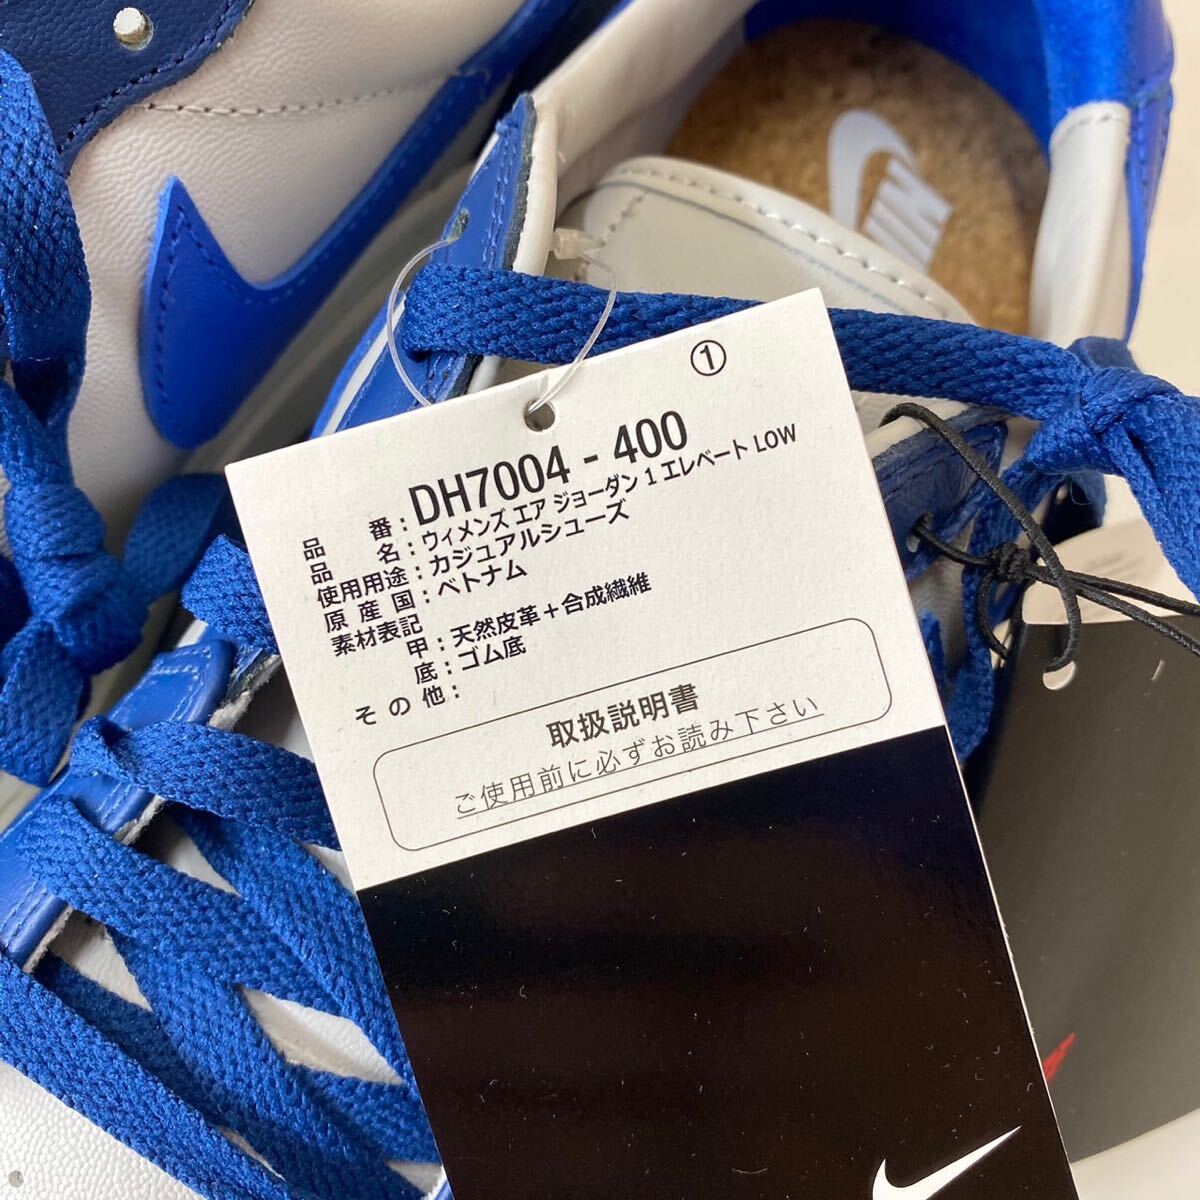 ①
品番：DH7004 - 400
品名：ウィメンズ エア ジョーダン 1 エレベート LOW
使用用途：カジュアルシューズ
原産国：ベトナム
素材表記
甲：天然皮革＋合成繊維
底：ゴム底
その他：
取扱説明書
ご使用前に必ずお読み下さい
NIKE